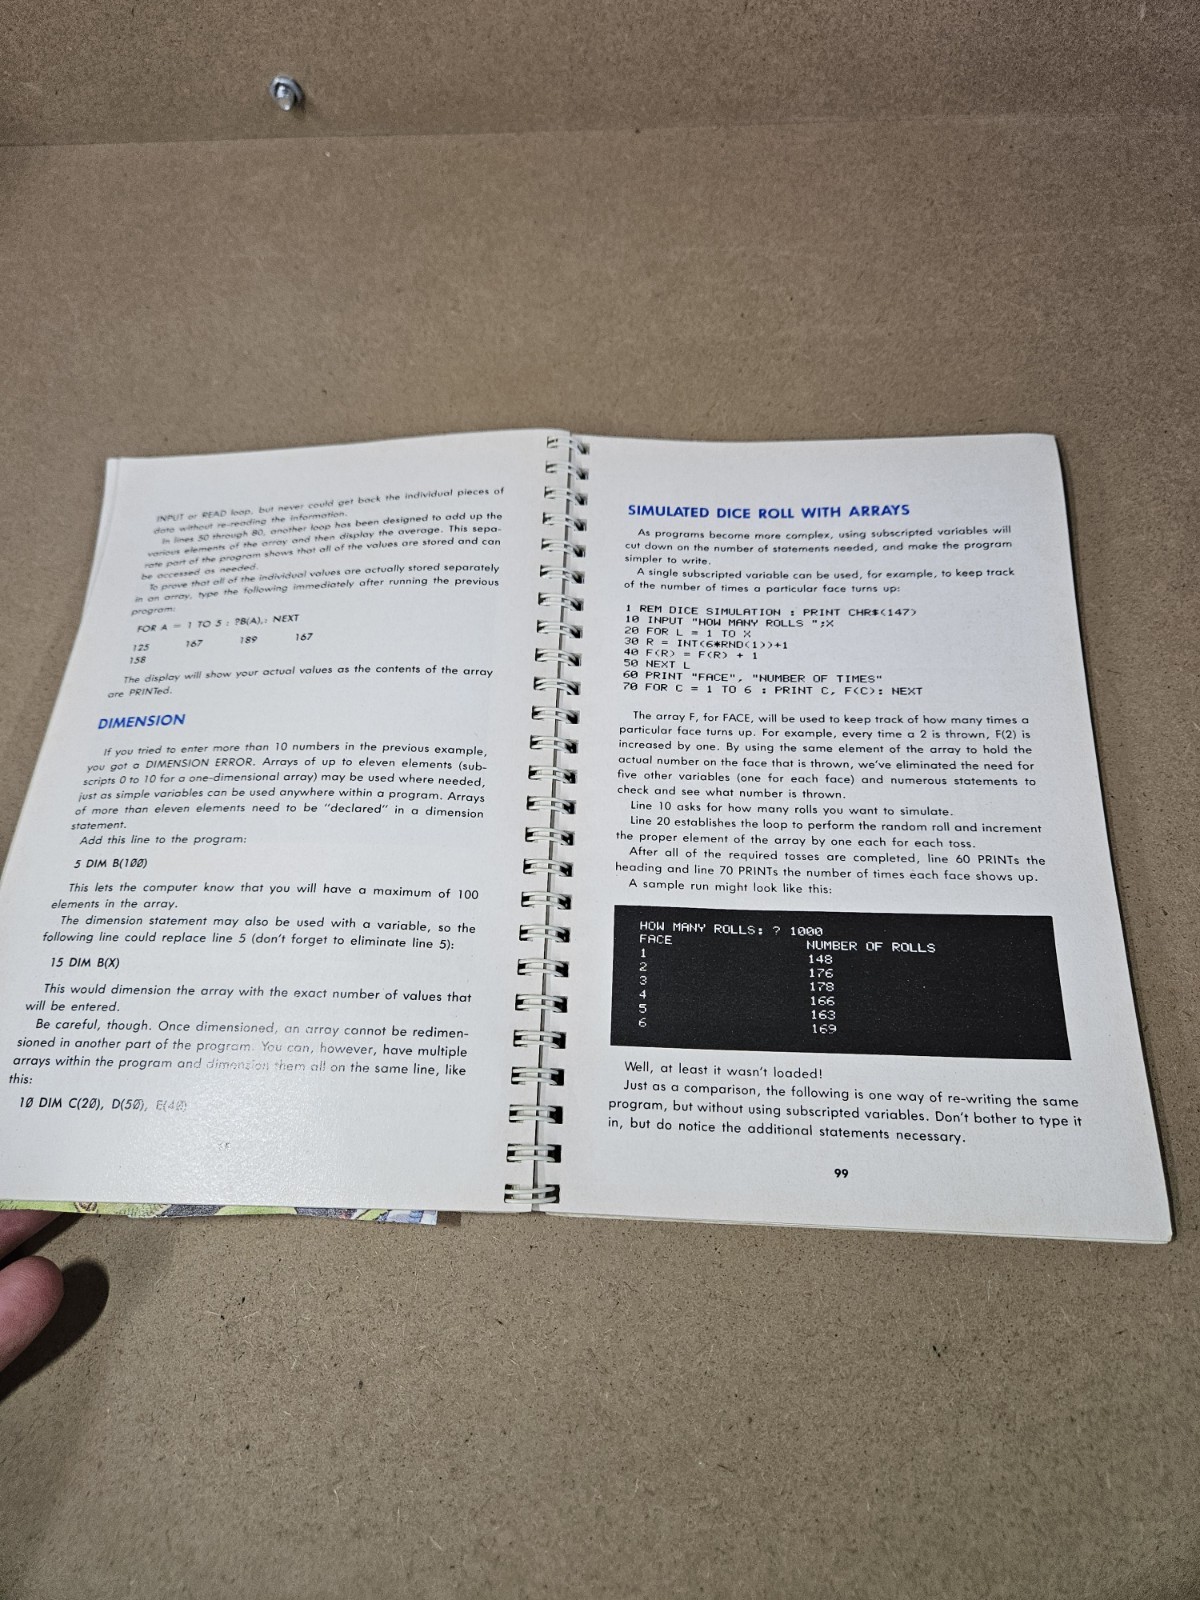 INPUT or READ loop, but never could get back the individual pieces of
data without re-reading the information.
In lines 50 through 80, another loop has been designed to add up the
various elements of the array and then display the average. This sepa-
rate part of the program shows that all of the values are stored and can
be accessed as needed.
To prove that all of the individual values are actually stored separately
in an array, type the following immediately after running the previous
program:
FOR A = 1 TO 5 : ?B(A),: NEXT
125 167 189 167
158
The display will show your actual values as the contents of the array
are PRINTed.
DIMENSION
If you tried to enter more than 10 numbers in the previous example,
you got a DIMENSION ERROR. Arrays of up to eleven elements (sub-
scripts 0 to 10 for a one-dimensional array) may be used where needed,
just as simple variables can be used anywhere within a program. Arrays
of more than eleven elements need to be "declared" in a dimension
statement.
Add this line to the program:
5 DIM B(100)
This lets the computer know that you will have a maximum of 100
elements in the array.
The dimension statement may also be used with a variable, so the
following line could replace line 5 (don't forget to eliminate line 5):
15 DIM B(X)
This would dimension the array with the exact number of values that
will be entered.
Be careful, though. Once dimensioned, an array cannot be redimen-
sioned in another part of the program. You can, however, have multiple
arrays within the program and dimension them all on the same line, like
this:
10 DIM C(20), D(50), E(40)
SIMULATED DICE ROLL WITH ARRAYS
As programs become more complex, using subscripted variables will
cut down on the number of statements needed, and make the program
simpler to write.
A single subscripted variable can be used, for example, to keep track
of the number of times a particular face turns up:
1 REM DICE SIMULATION : PRINT CHR$(147)
10 INPUT "HOW MANY ROLLS ";X
20 FOR L = 1 TO X
30 R = INT(6*RND(1))+1
40 F(R) = F(R) + 1
50 NEXT L
60 PRINT "FACE", "NUMBER OF TIMES"
70 FOR C = 1 TO 6 : PRINT C, F(C): NEXT
The array F, for FACE, will be used to keep track of how many times a
particular face turns up. For example, every time a 2 is thrown, F(2) is
increased by one. By using the same element of the array to hold the
actual number on the face that is thrown, we've eliminated the need for
five other variables (one for each face) and numerous statements to
check and see what number is thrown.
Line 10 asks for how many rolls you want to simulate.
Line 20 establishes the loop to perform the random roll and increment
the proper element of the array by one each for each toss.
After all of the required tosses are completed, line 60 PRINTs the
heading and line 70 PRINTs the number of times each face shows up.
A sample run might look like this:
HOW MANY ROLLS: ? 1000
FACE NUMBER OF ROLLS
1 148
2 176
3 178
4 166
5 163
6 169
Well, at least it wasn't loaded!
Just as a comparison, the following is one way of re-writing the same
program, but without using subscripted variables. Don't bother to type it
in, but do notice the additional statements necessary.
99